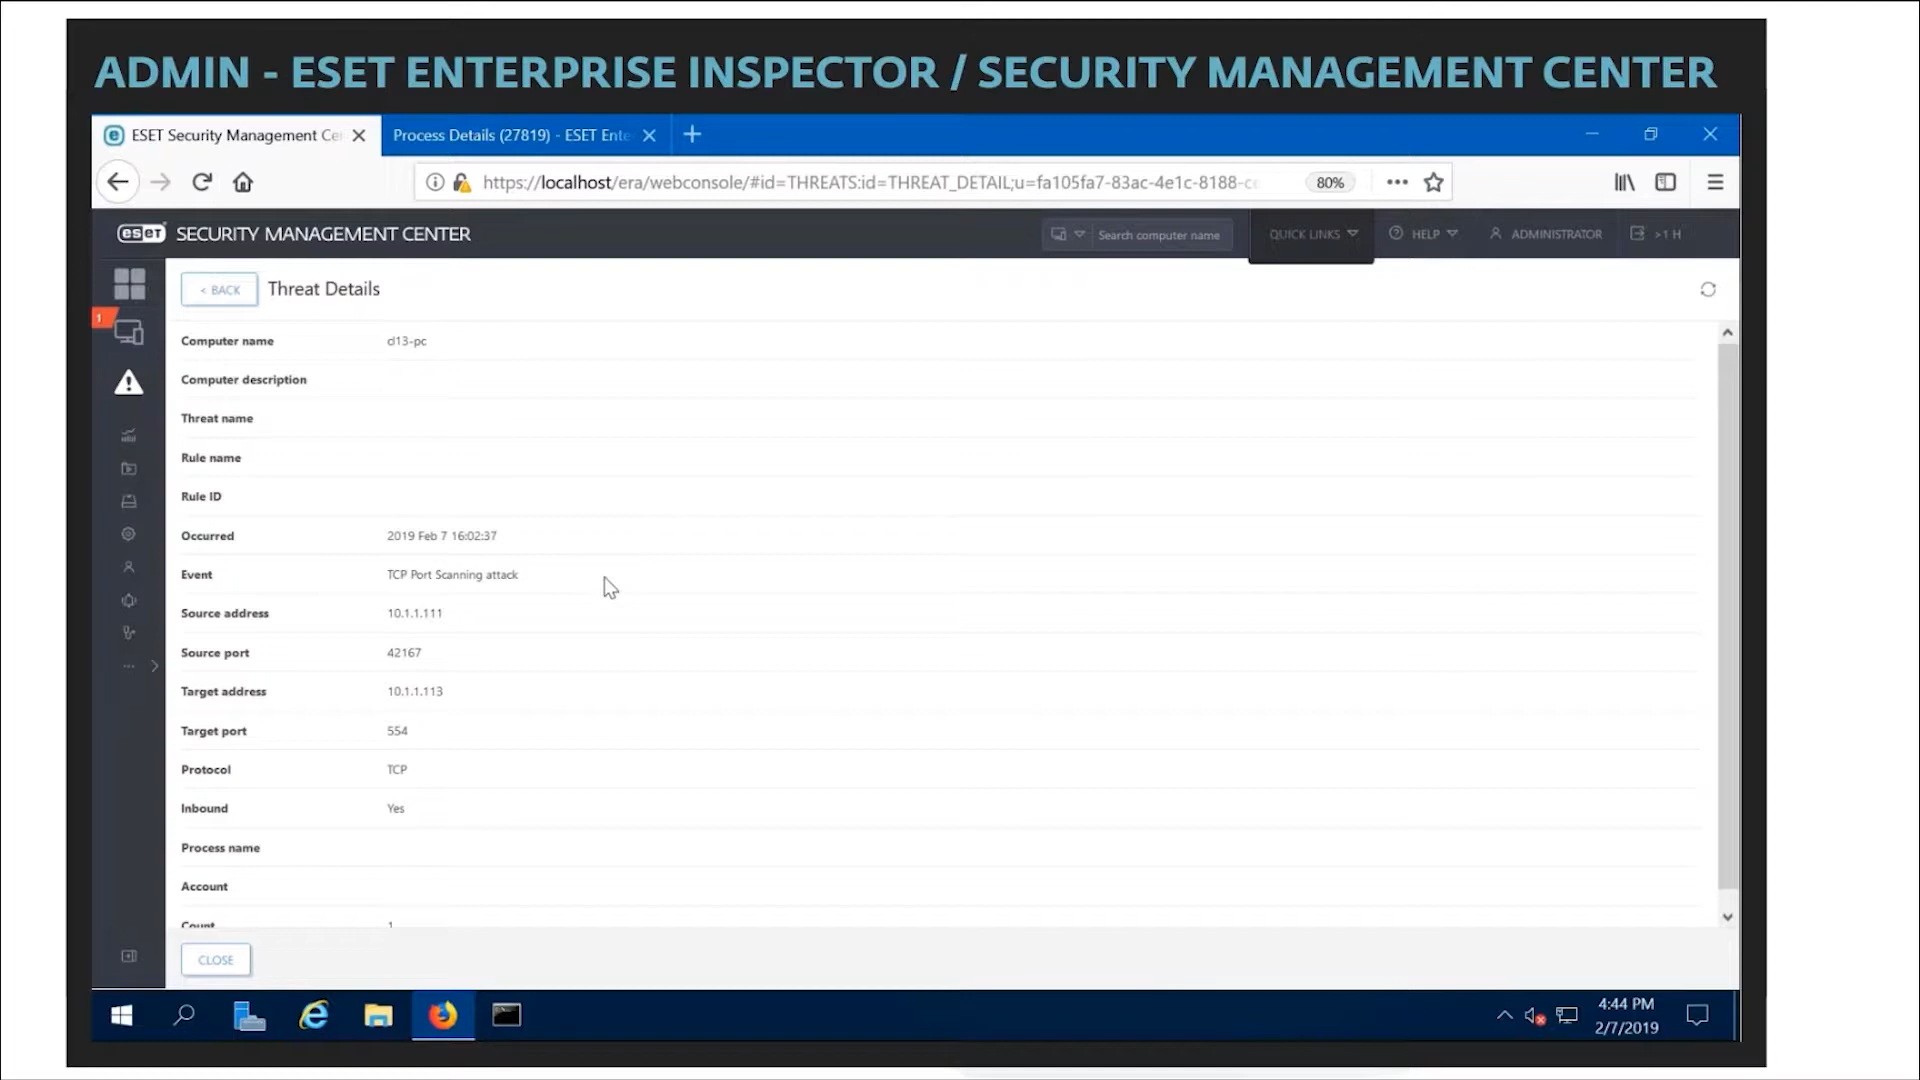 ADMIN - ESET ENTERPRISE INSPECTOR / SECURITY MANAGEMENT CENTER
ESET Security Management Ce
Process Details (27819) - ESET Ente
https://localhost/era/webconsole/#id=THREATS:id=THREAT_DETAIL;u=fa105fa7-83ac-4e1c-8188-c
80%
eset SECURITY MANAGEMENT CENTER
Search computer name
QUICK LINKS
HELP
ADMINISTRATOR
>1 H
< BACK
Threat Details
1
Computer name d13-pc
Computer description
Threat name
Rule name
Rule ID
Occurred 2019 Feb 7 16:02:37
Event TCP Port Scanning attack
Source address 10.1.1.111
Source port 42167
Target address 10.1.1.113
Target port 554
Protocol TCP
Inbound Yes
Process name
Account
Count 1
CLOSE
4:44 PM
2/7/2019